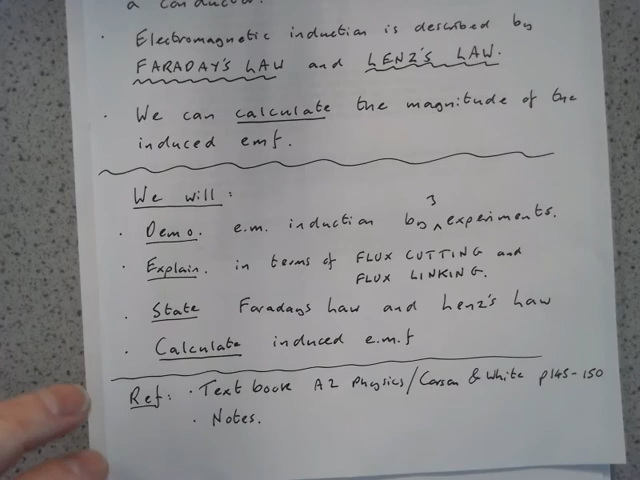 a conductor.
· Electromagnetic induction is described by
FARADAY'S LAW and LENZ'S LAW.
· We can calculate the magnitude of the
induced emf.
We will:
· Demo. e.m. induction by ^3 experiments.
· Explain. in terms of FLUX CUTTING and
FLUX LINKING.
· State Faradays Law and Lenz's Law
· Calculate induced e.m.f
Ref: · Text book A2 Physics/ & White p145-150
· Notes.